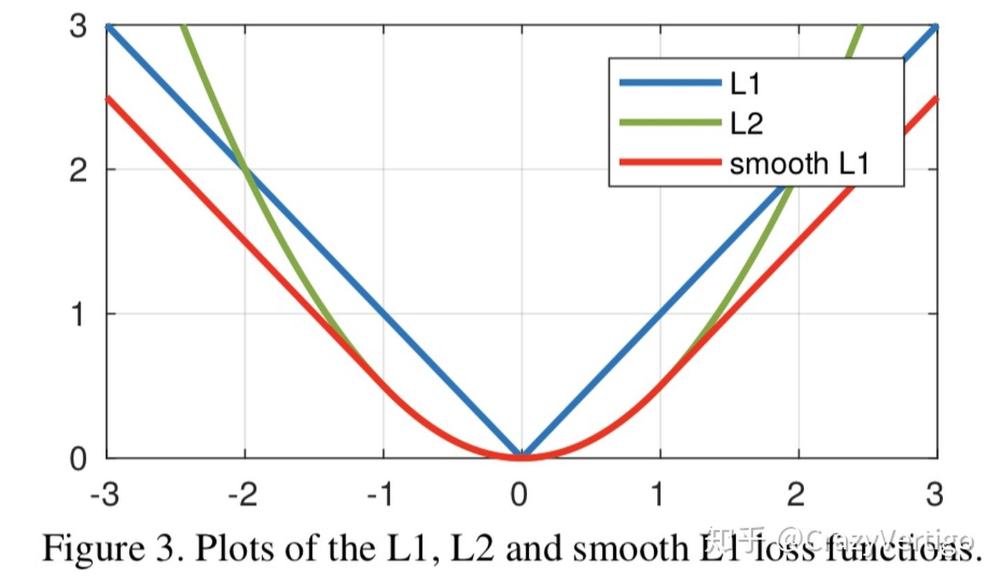 3
2
1
0
-3 -2 -1 0 1 2 3
L1
L2
smooth L1
Figure 3. Plots of the L1, L2 and smooth L1 loss functions.
知乎 @CrazyVertigo